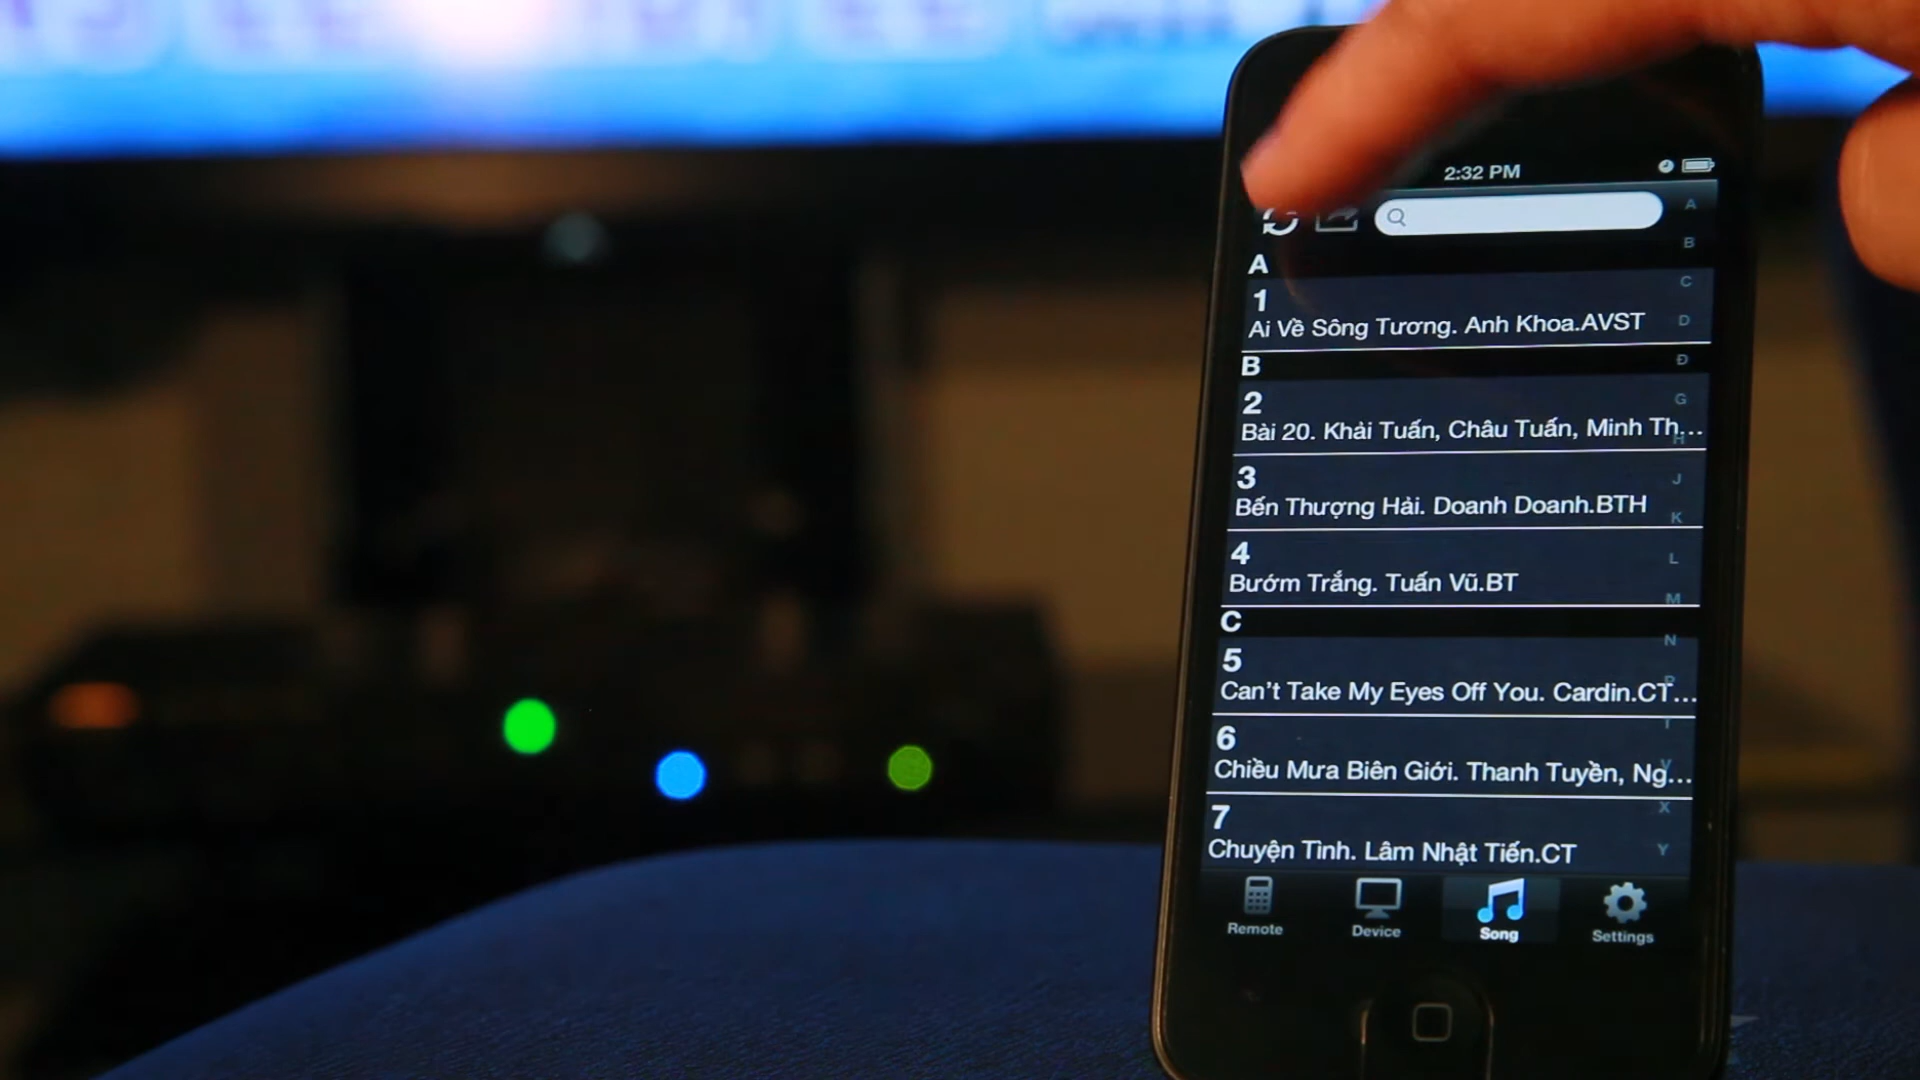 2:32 PM
A
1
Ai Về Sông Tương. Anh Khoa.AVST
B
2
Bài 20. Khải Tuấn, Châu Tuấn, Minh Th...
3
Bến Thượng Hải. Doanh Doanh.BTH
4
Bướm Trắng. Tuấn Vũ.BT
C
5
Can't Take My Eyes Off You. Cardin.CT...
6
Chiều Mưa Biên Giới. Thanh Tuyền, Ng...
7
Chuyện Tình. Lâm Nhật Tiến.CT
A
B
C
D
Đ
G
H
J
K
L
M
N
P
T
V
X
Y
Remote
Device
Song
Settings